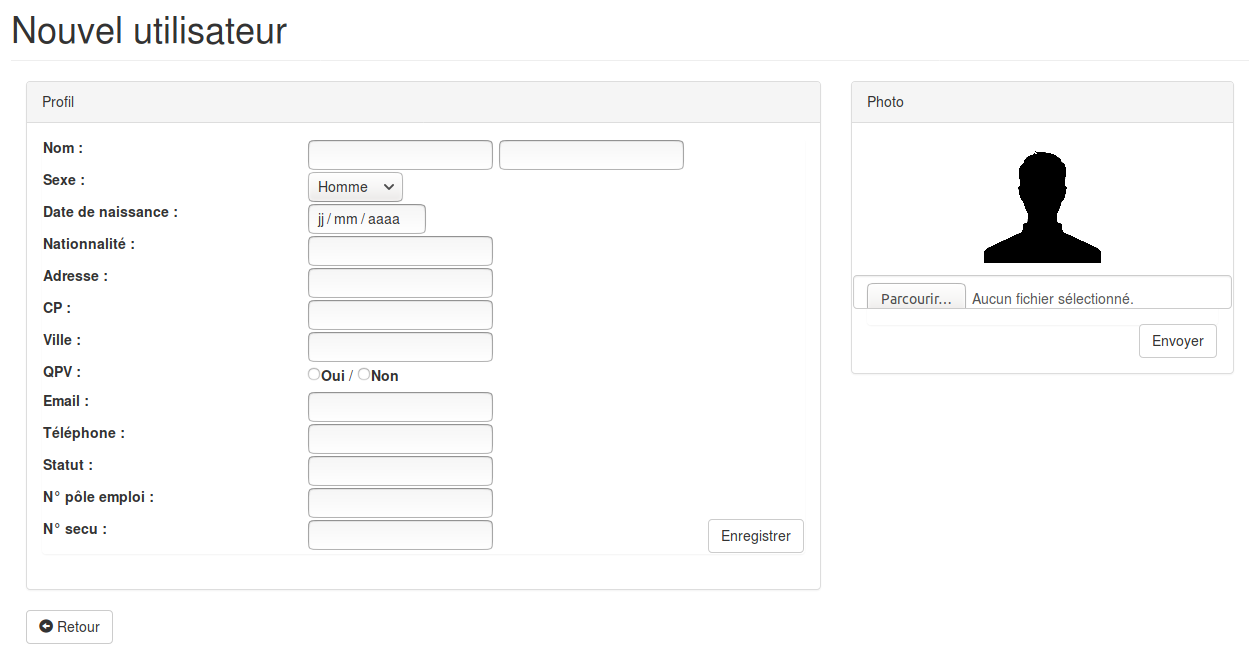 Nouvel utilisateur
Profil
Nom :
Sexe :
Homme
Date de naissance :
jj / mm / aaaa
Nationnalité :
Adresse :
CP :
Ville :
QPV :
Oui / Non
Email :
Téléphone :
Statut :
N° pôle emploi :
N° secu :
Enregistrer
Photo
Parcourir... Aucun fichier sélectionné.
Envoyer
Retour